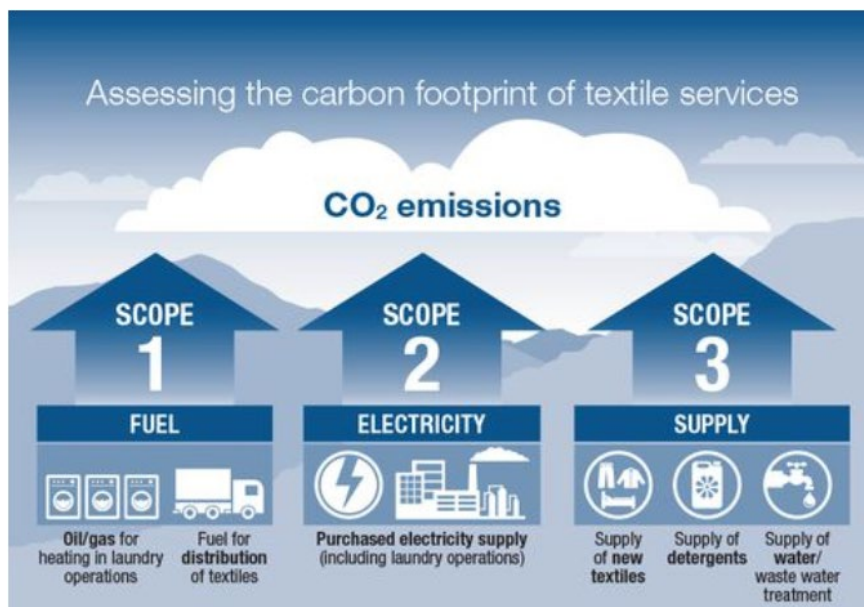 Assessing the carbon footprint of textile services
CO₂ emissions
SCOPE
1
SCOPE
2
SCOPE
3
FUEL
ELECTRICITY
SUPPLY
Oil/gas for
heating in laundry
operations
Fuel for
distribution
of textiles
Purchased electricity supply
(including laundry operations)
Supply
of new
textiles
Supply of
detergents
Supply of
water/
waste water
treatment